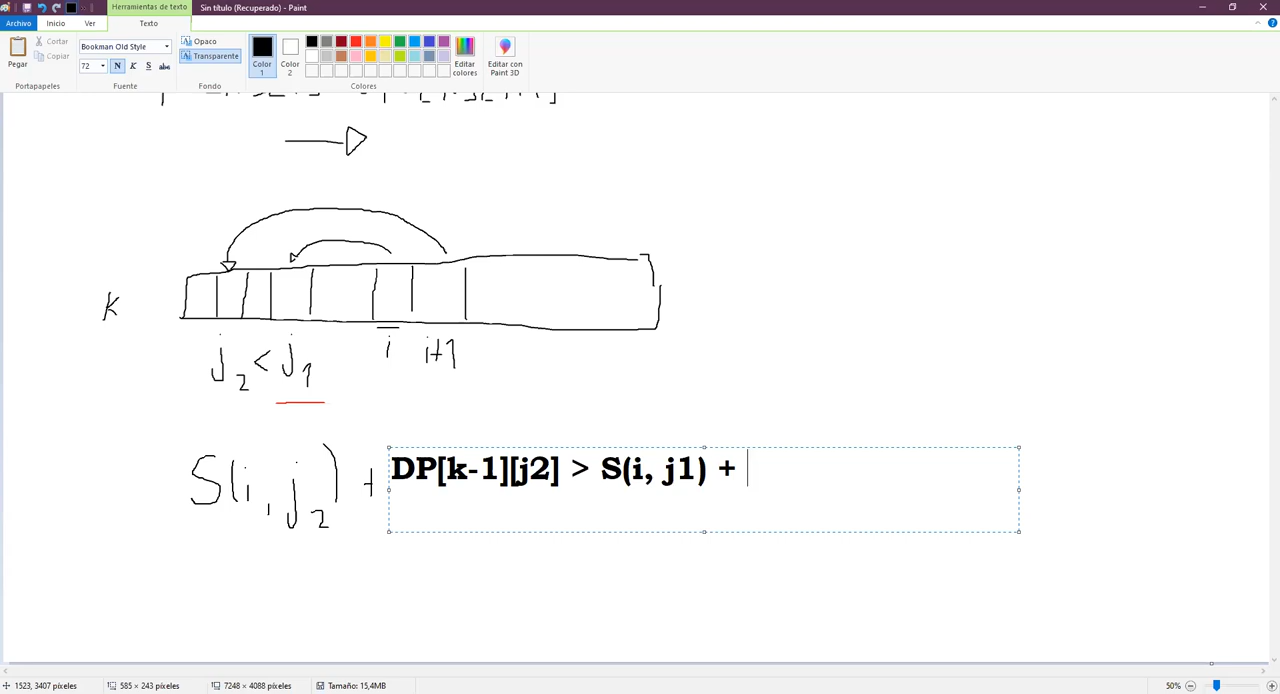 Sin título (Recuperado) - Paint
Herramientas de texto
Archivo Inicio Ver Texto
Pegar
Cortar
Copiar
Portapapeles
Bookman Old Style
72 N K S abc
Fuente
Opaco
Transparente
Fondo
Color 1
Color 2
Colores
Editar colores
Editar con Paint 3D
k
j2 < j1 i i+1
S(i, j2) + DP[k-1][j2] > S(i, j1) +
1523, 3407 píxeles 585 × 243 píxeles 7248 × 4088 píxeles Tamaño: 15,4MB 50%